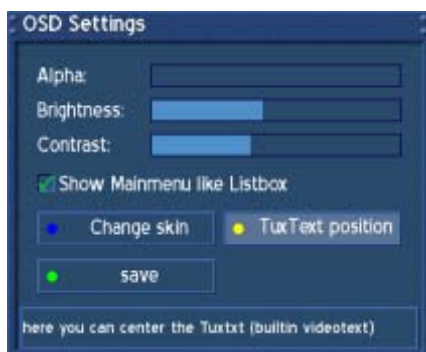 OSD Settings
Alpha:
Brightness:
Contrast:
Show Mainmenu like Listbox
Change skin
TuxText position
save
here you can center the Tuxtxt (builtin videotext)